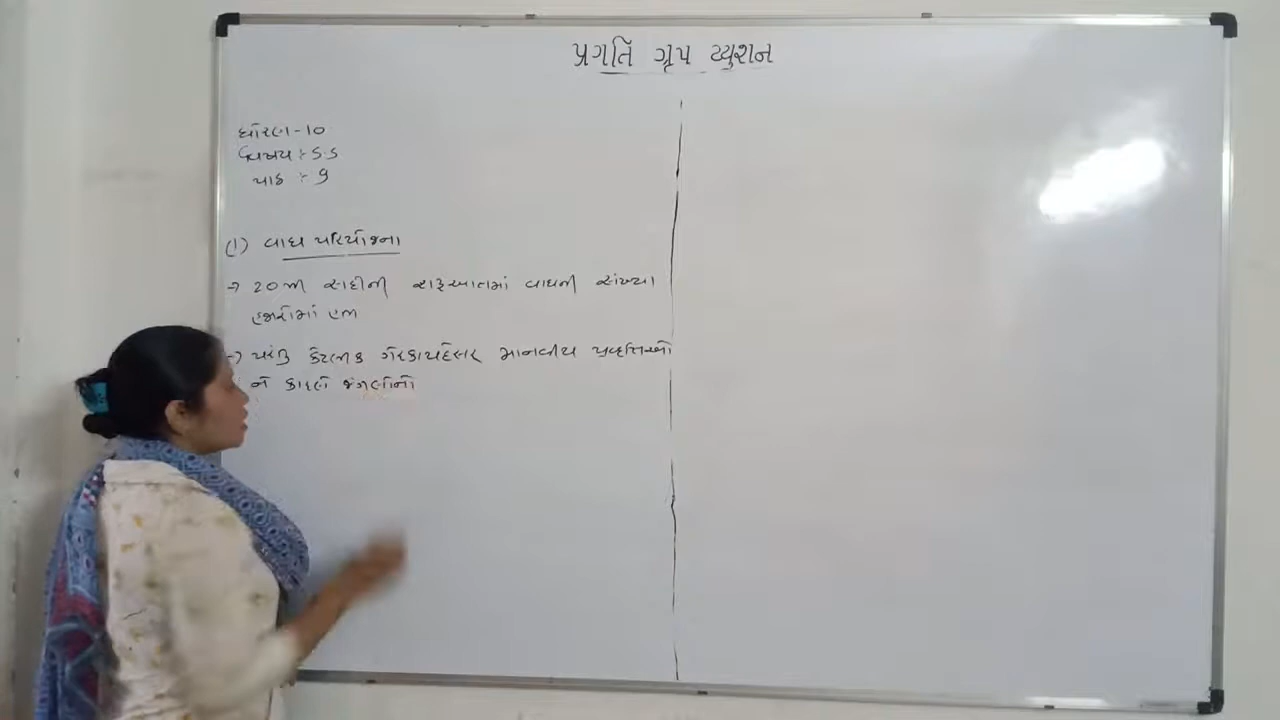 પ્રગતિ ગૃપ ટ્યુશન
ધોરણ-10
વિષય :- S.S
પાઠ :- 9
(1) વાઘ પરિયોજના
→ 20મી સદીની શરૂઆતમાં વાઘની સંખ્યા
હજારોમાં હતી
→ પરંતુ કેટલીક ગેરકાયદેસર માનવીય પ્રવૃત્તિઓ
ને કારણે જંગલોનો